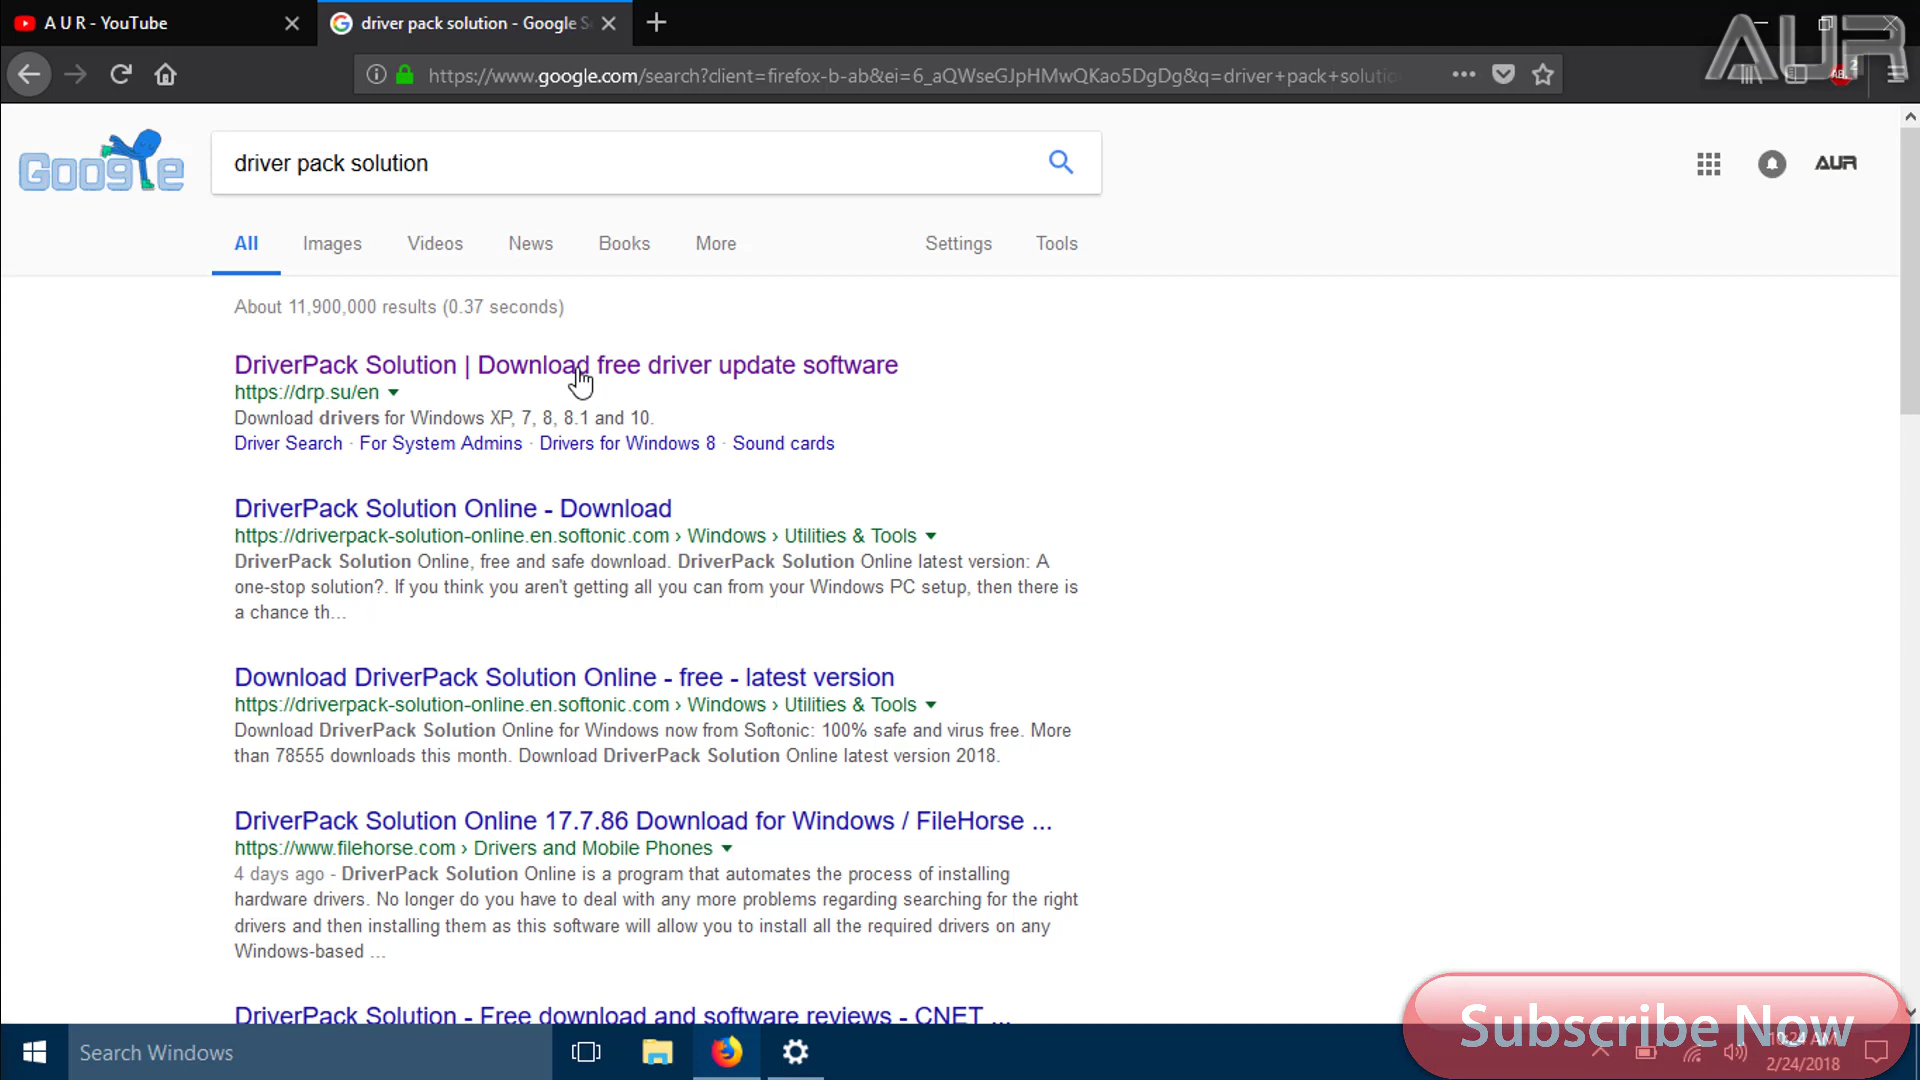 A U R - YouTube
driver pack solution - Google S
AUR
https://www.google.com/search?client=firefox-b-ab&ei=6_aQWseGJpHMwQKao5DgDg&q=driver+pack+solutio
2
Google
driver pack solution
AUR
All Images Videos News Books More Settings Tools
About 11,900,000 results (0.37 seconds)
DriverPack Solution | Download free driver update software
https://drp.su/en
Download drivers for Windows XP, 7, 8, 8.1 and 10.
Driver Search · For System Admins · Drivers for Windows 8 · Sound cards
DriverPack Solution Online - Download
https://driverpack-solution-online.en.softonic.com › Windows › Utilities & Tools
DriverPack Solution Online, free and safe download. DriverPack Solution Online latest version: A
one-stop solution?. If you think you aren't getting all you can from your Windows PC setup, then there is
a chance th...
Download DriverPack Solution Online - free - latest version
https://driverpack-solution-online.en.softonic.com › Windows › Utilities & Tools
Download DriverPack Solution Online for Windows now from Softonic: 100% safe and virus free. More
than 78555 downloads this month. Download DriverPack Solution Online latest version 2018.
DriverPack Solution Online 17.7.86 Download for Windows / FileHorse ...
https://www.filehorse.com › Drivers and Mobile Phones
4 days ago - DriverPack Solution Online is a program that automates the process of installing
hardware drivers. No longer do you have to deal with any more problems regarding searching for the right
drivers and then installing them as this software will allow you to install all the required drivers on any
Windows-based ...
DriverPack Solution - Free download and software reviews - CNET ...
Subscribe Now
Search Windows
10:24 AM
2/24/2018